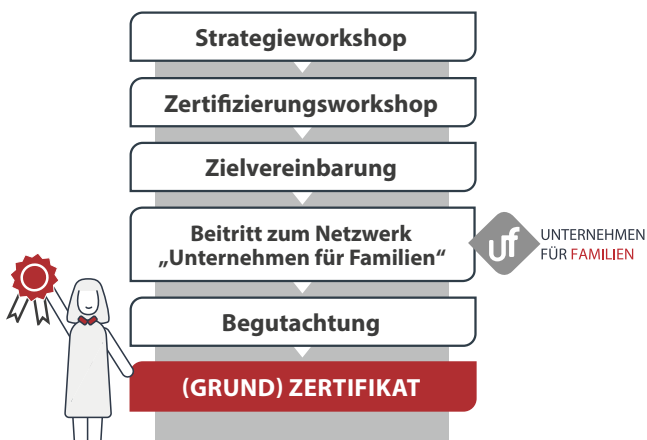 Strategieworkshop
Zertifizierungsworkshop
Zielvereinbarung
Beitritt zum Netzwerk
„Unternehmen für Familien“
uf
UNTERNEHMEN
FÜR FAMILIEN
Begutachtung
(GRUND) ZERTIFIKAT